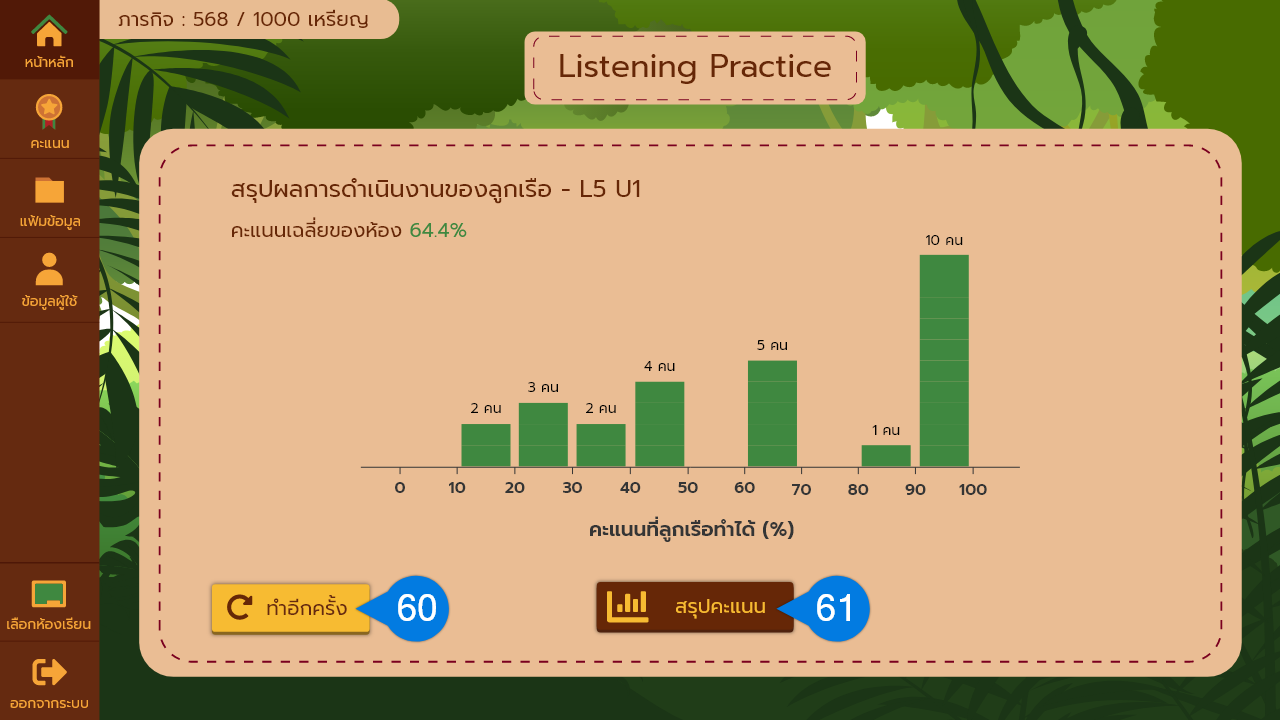 ภารกิจ : 568 / 1000 เหรียญ
Listening Practice
หน้าหลัก
คะแนน
แฟ้มข้อมูล
ข้อมูลผู้ใช้
เลือกห้องเรียน
ออกจากระบบ
สรุปผลการดำเนินงานของลูกเรือ - L5 U1
คะแนนเฉลี่ยของห้อง 64.4%
10 คน
5 คน
4 คน
3 คน
2 คน
2 คน
1 คน
0 10 20 30 40 50 60 70 80 90 100
คะแนนที่ลูกเรือทำได้ (%)
ทำอีกครั้ง 60
สรุปคะแนน 61